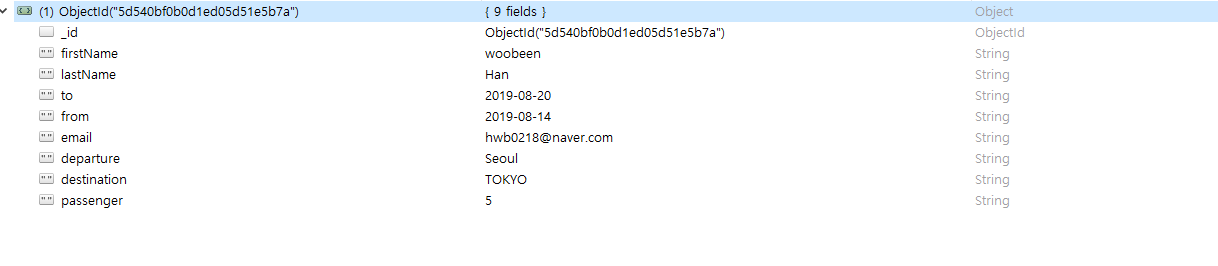 (1) ObjectId("5d540bf0b0d1ed05d51e5b7a") { 9 fields } Object
_id ObjectId("5d540bf0b0d1ed05d51e5b7a") ObjectId
" " firstName woobeen String
" " lastName Han String
" " to 2019-08-20 String
" " from 2019-08-14 String
" " email hwb0218@naver.com String
" " departure Seoul String
" " destination TOKYO String
" " passenger 5 String